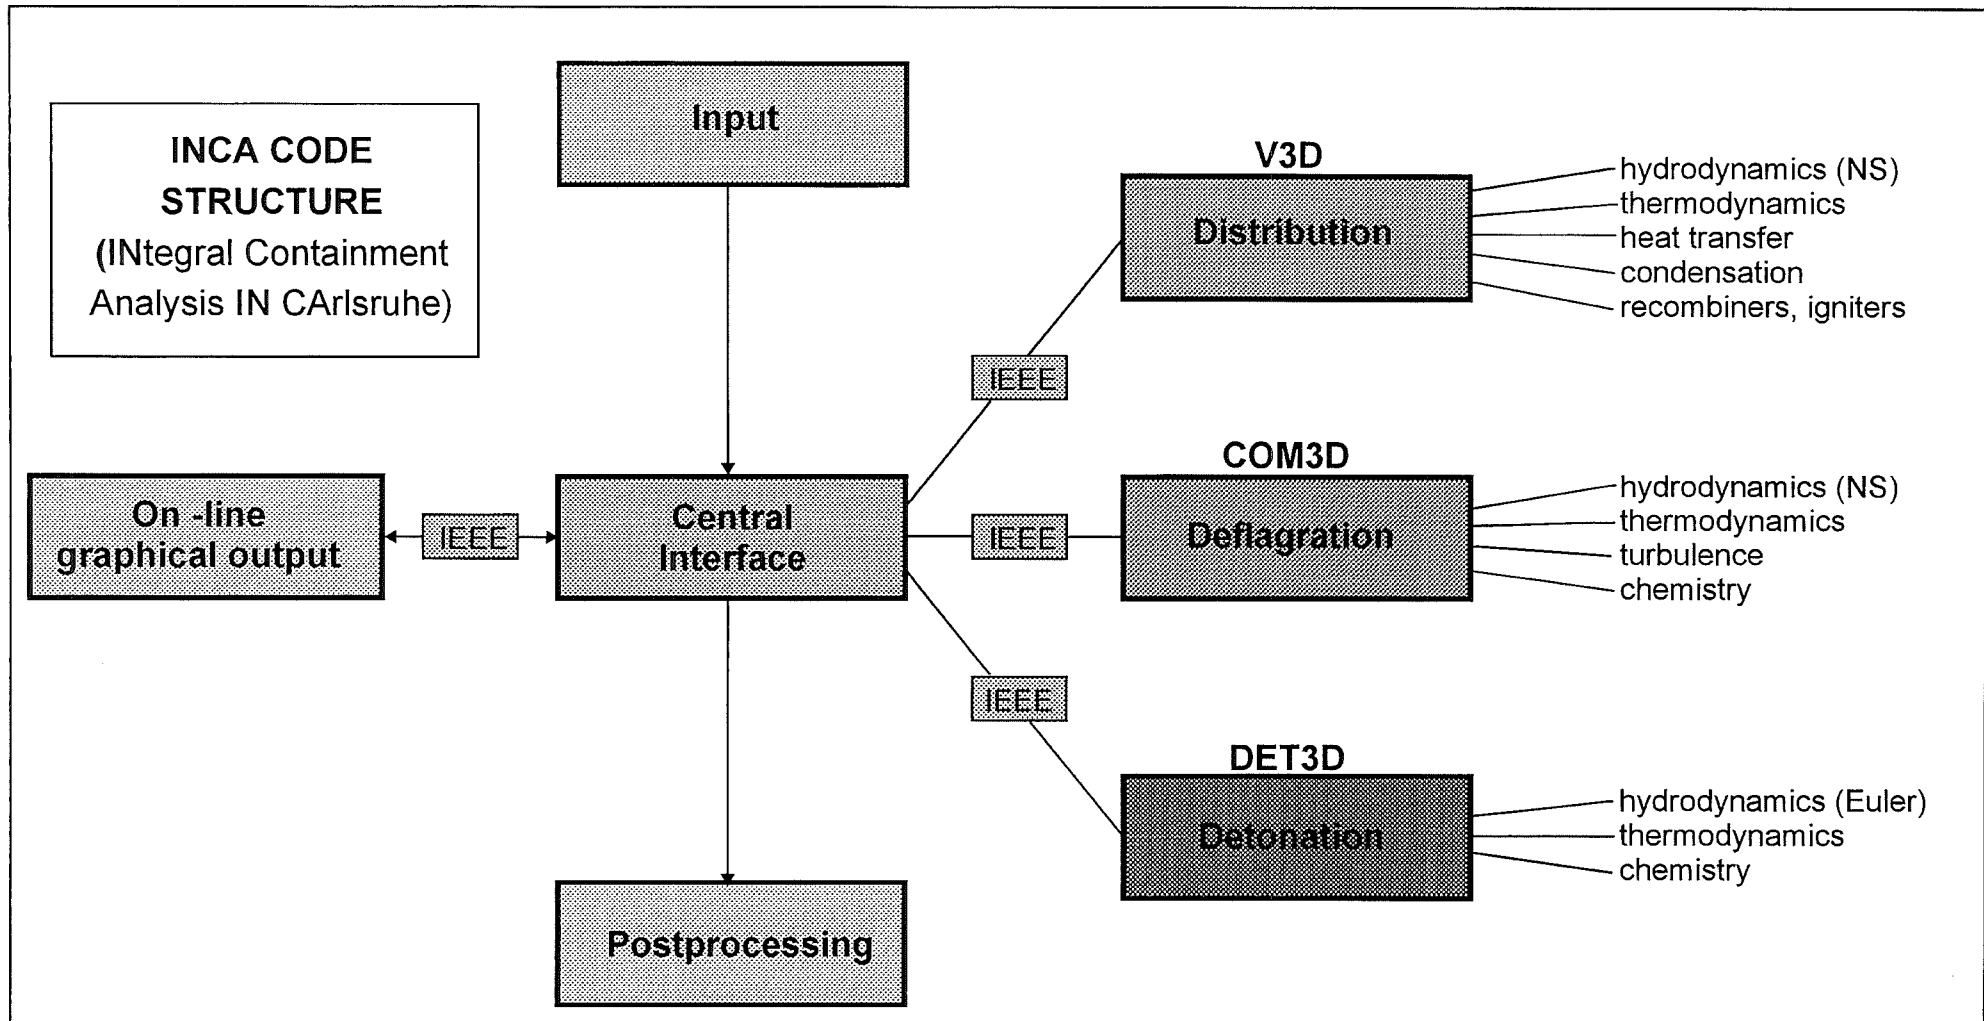 INCA CODE
STRUCTURE
(INtegral Containment
Analysis IN CArlsruhe)
Input
V3D
Distribution
hydrodynamics (NS)
thermodynamics
heat transfer
condensation
recombiners, igniters
IEEE
On -line
graphical output
IEEE
Central
Interface
IEEE
COM3D
Deflagration
hydrodynamics (NS)
thermodynamics
turbulence
chemistry
IEEE
DET3D
Detonation
hydrodynamics (Euler)
thermodynamics
chemistry
Postprocessing